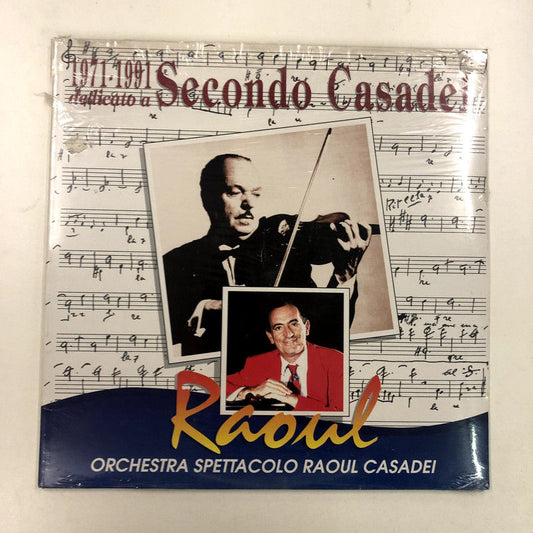 1971-1991
dedicato a Secondo Casadei
Raoul
ORCHESTRA SPETTACOLO RAOUL CASADEI